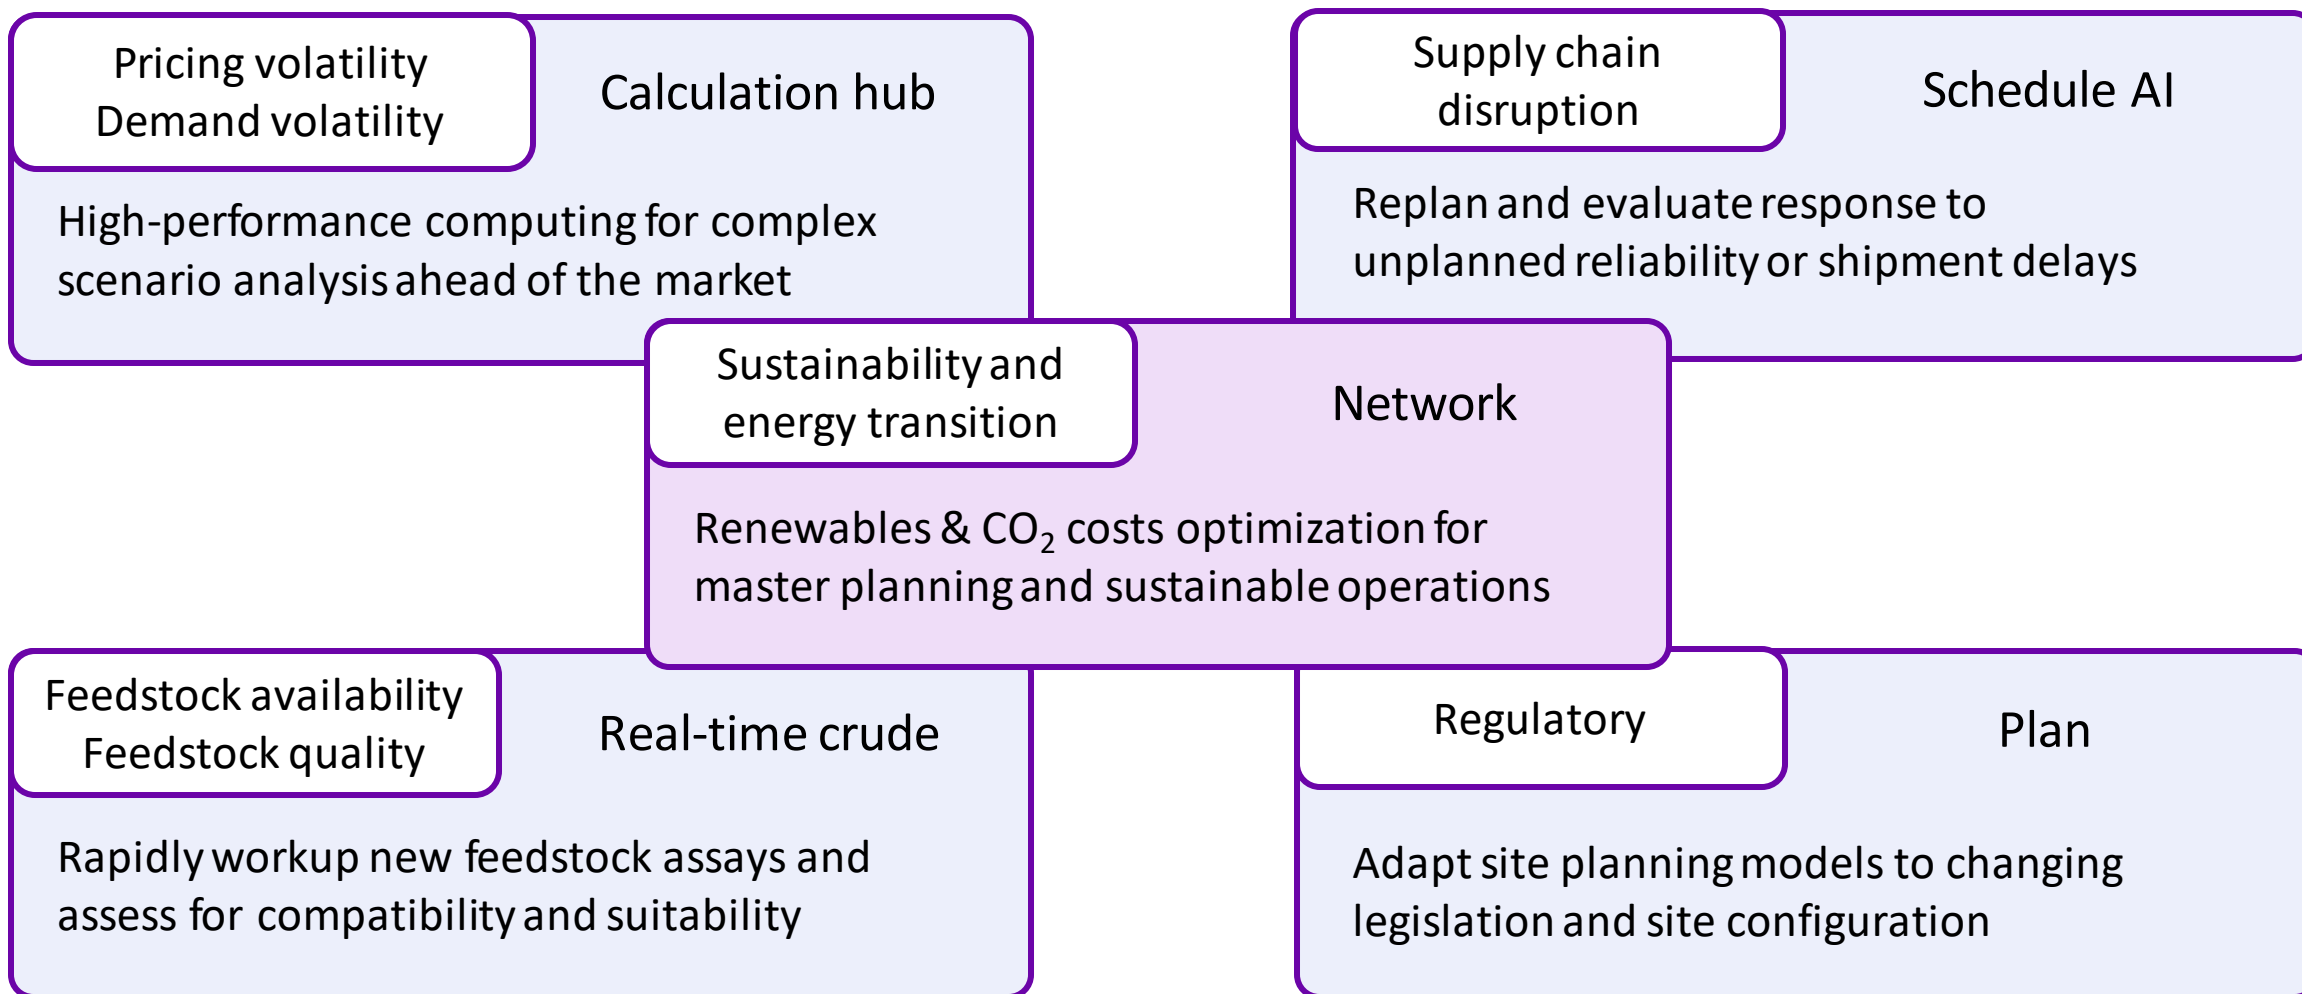 Pricing volatility
Demand volatility
Calculation hub
High-performance computing for complex
scenario analysis ahead of the market
Supply chain
disruption
Schedule AI
Replan and evaluate response to
unplanned reliability or shipment delays
Sustainability and
energy transition
Network
Renewables & CO₂ costs optimization for
master planning and sustainable operations
Feedstock availability
Feedstock quality
Real-time crude
Rapidly workup new feedstock assays and
assess for compatibility and suitability
Regulatory
Plan
Adapt site planning models to changing
legislation and site configuration